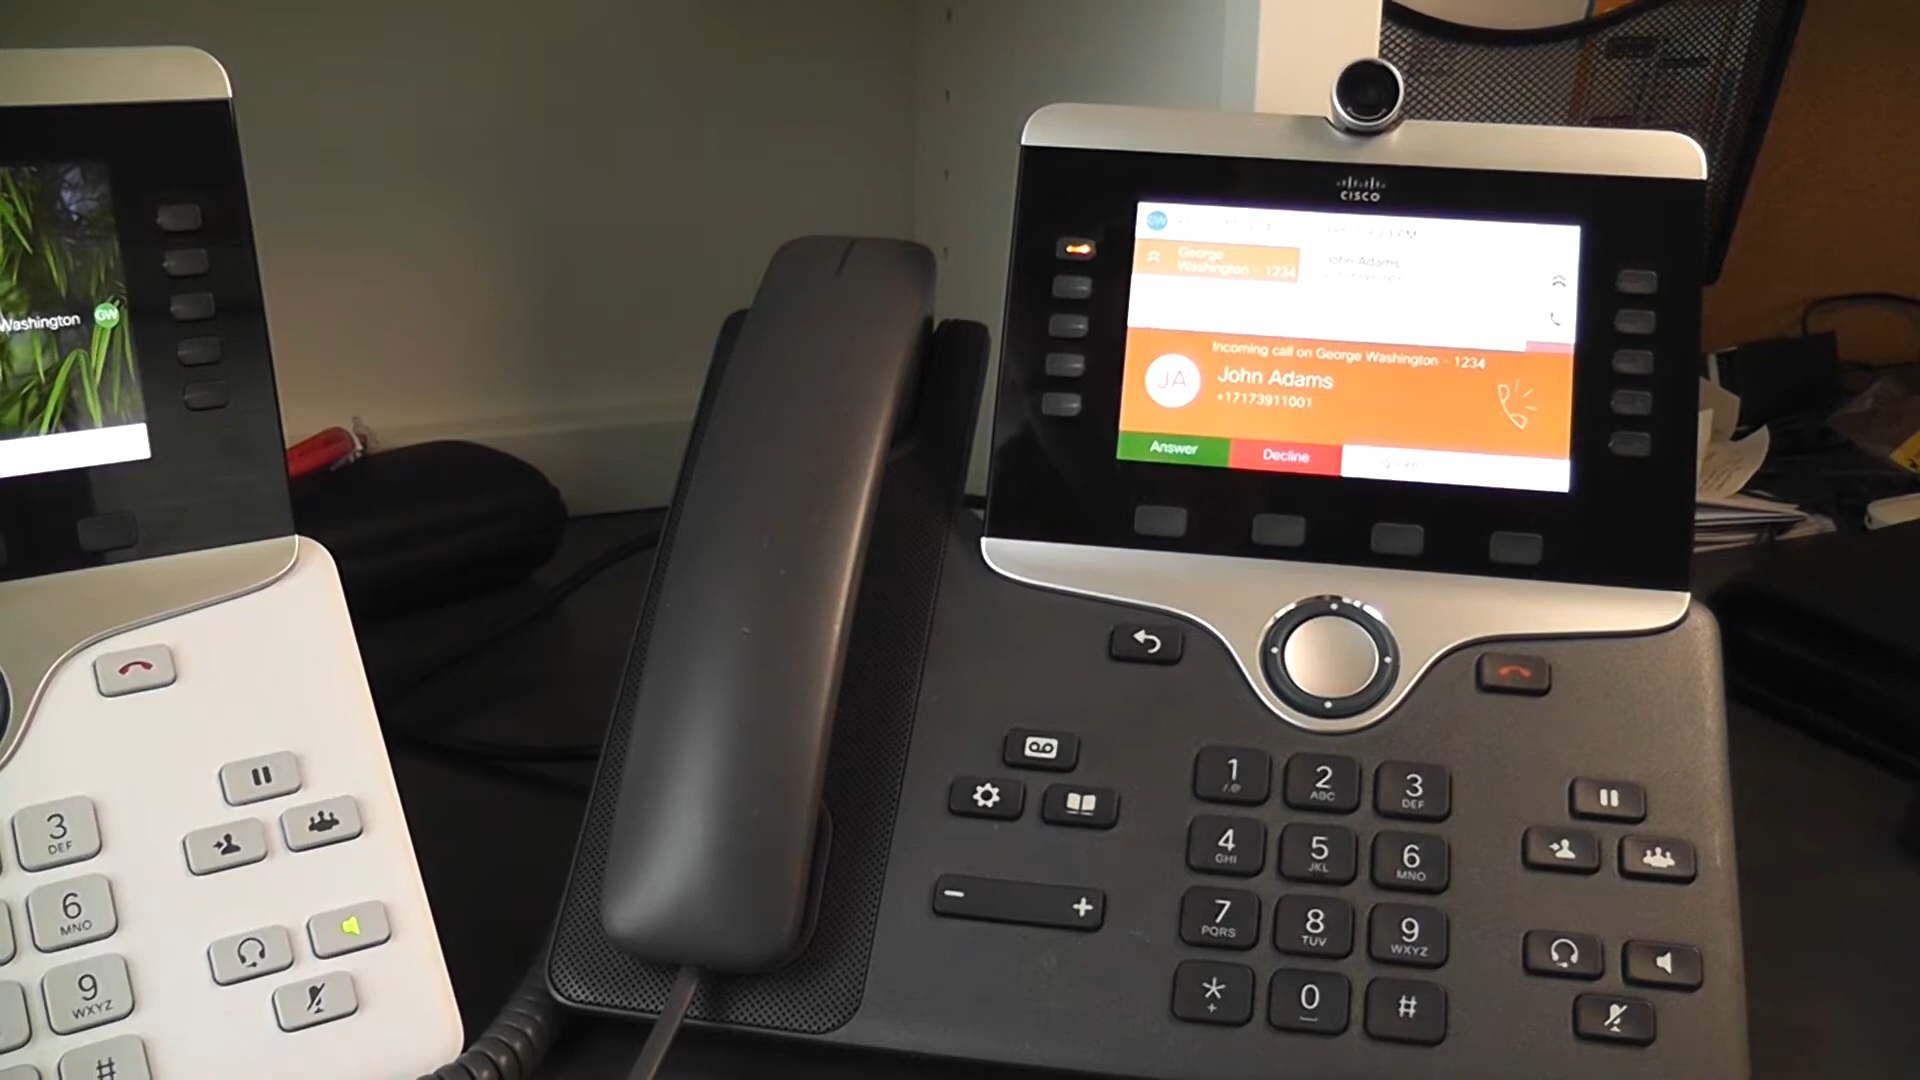 Washington GW
3
DEF
6
MNO
9
WXYZ
#
CISCO
GW
George
Washington - 1234
John Adams
Incoming call on George Washington - 1234
JA
John Adams
+17173911001
Answer Decline
1 2 3
/.@ ABC DEF
4 5 6
GHI JKL MNO
7 8 9
PQRS TUV WXYZ
* 0 #
+
- +